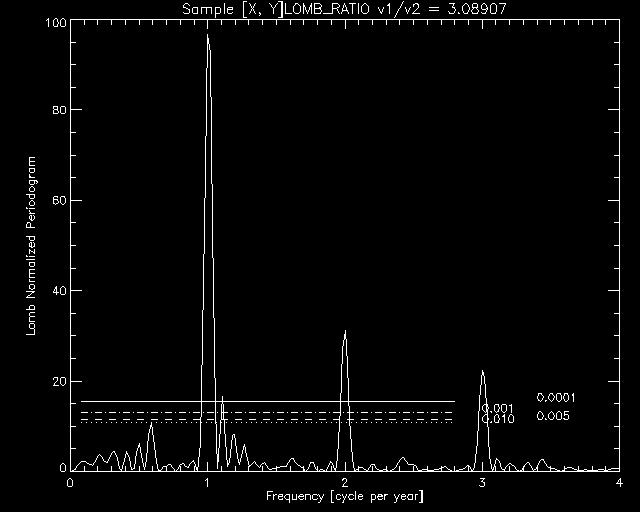 Sample [X, Y]LOMB_RATIO v1/v2 = 3.08907
100
80
60
40
20
0
Lomb Normalized Periodogram
0.0001
0.001
0.005
0.010
0 1 2 3 4
Frequency [cycle per year]